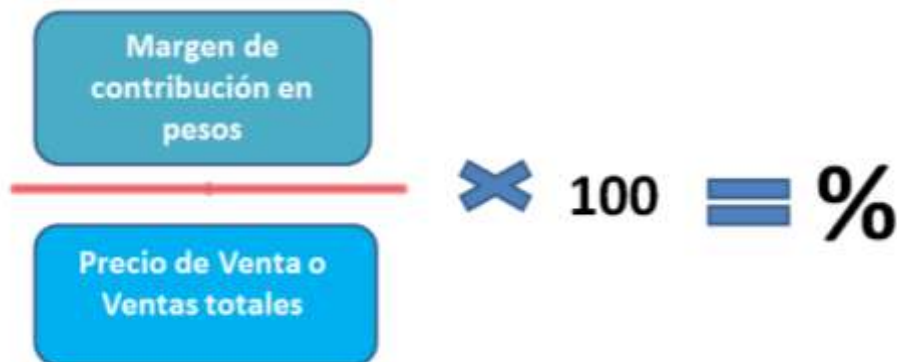 Margen de
contribución en
pesos
100
%
Precio de Venta o
Ventas totales